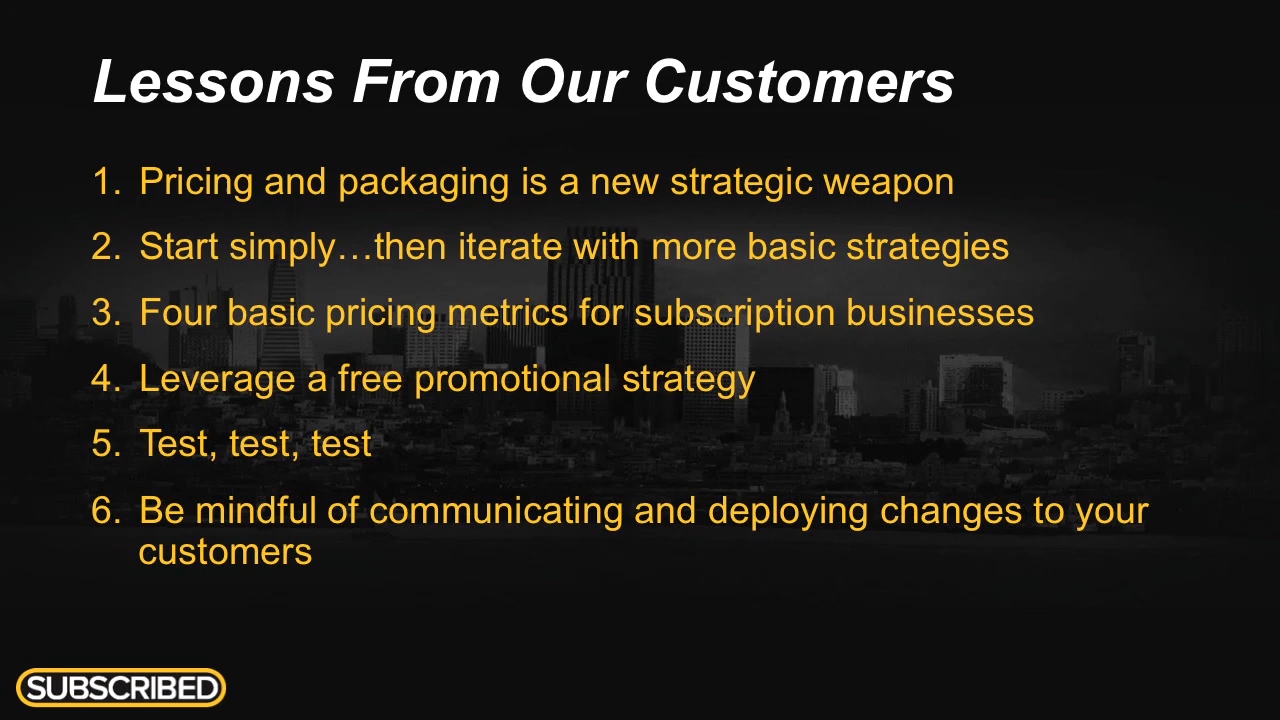 Lessons From Our Customers
1. Pricing and packaging is a new strategic weapon
2. Start simply…then iterate with more basic strategies
3. Four basic pricing metrics for subscription businesses
4. Leverage a free promotional strategy
5. Test, test, test
6. Be mindful of communicating and deploying changes to your
customers
SUBSCRIBED